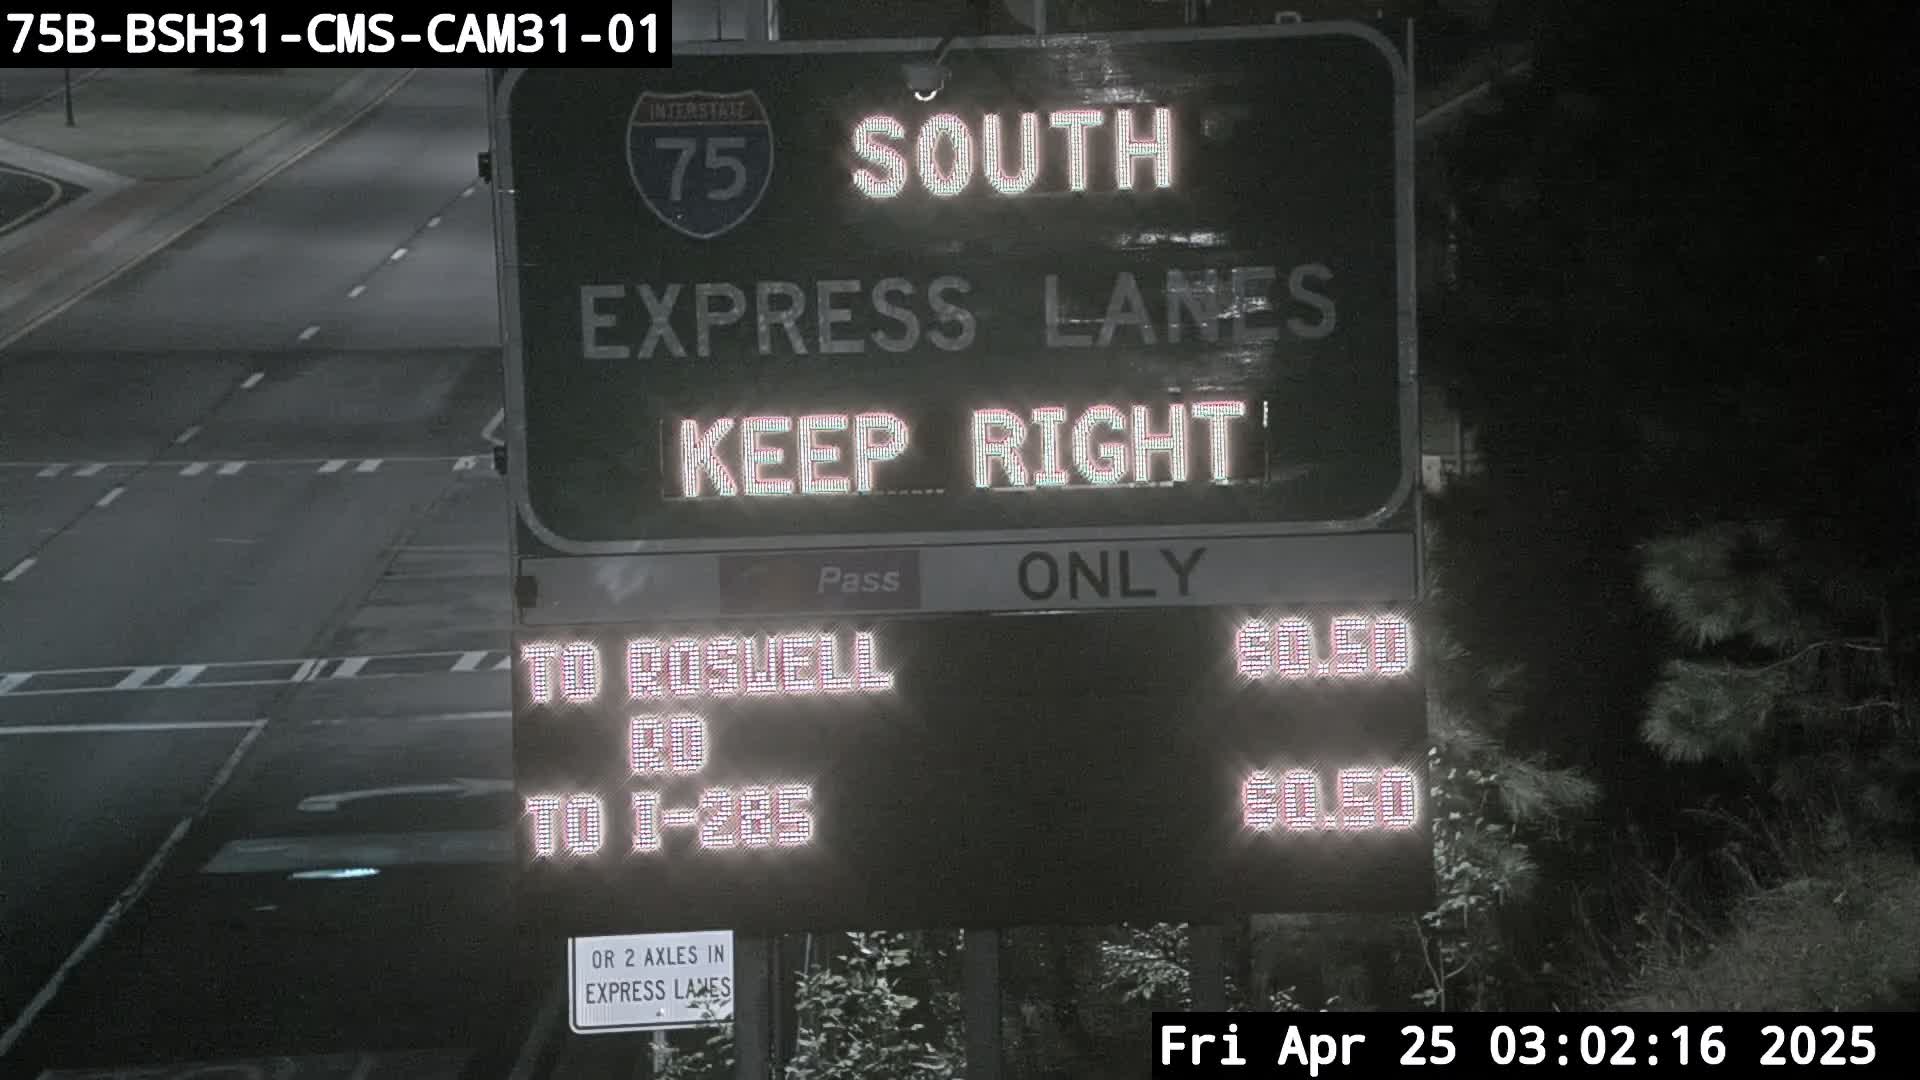 75B-BSH31-CMS-CAM31-01
INTERSTATE
75
SOUTH
EXPRESS LANES
KEEP RIGHT
Pass ONLY
TO ROSWELL $0.50
RD
TO I-285 $0.50
OR 2 AXLES IN
EXPRESS LANES
Fri Apr 25 03:02:16 2025